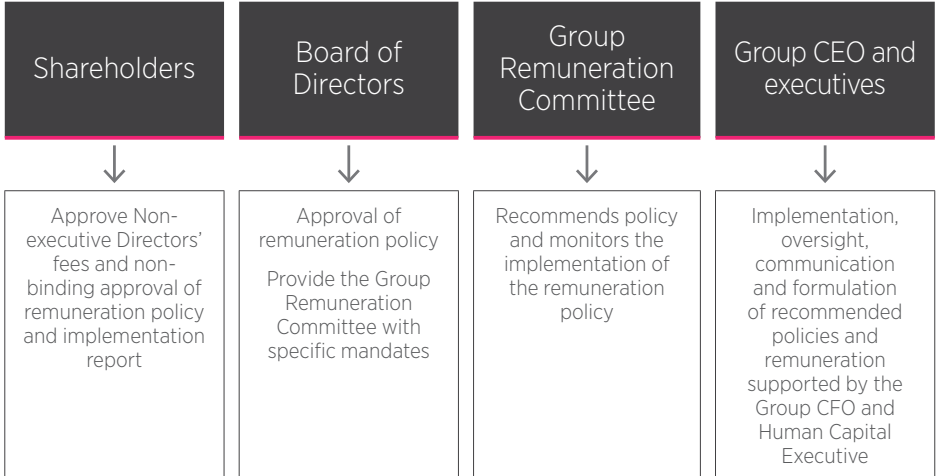 Shareholders
Board of
Directors
Group
Remuneration
Committee
Group CEO and
executives
Approve Non-
executive Directors’
fees and non-
binding approval of
remuneration policy
and implementation
report
Approval of
remuneration policy
Provide the Group
Remuneration
Committee with
specific mandates
Recommends policy
and monitors the
implementation of
the remuneration
policy
Implementation,
oversight,
communication
and formulation
of recommended
policies and
remuneration
supported by the
Group CFO and
Human Capital
Executive